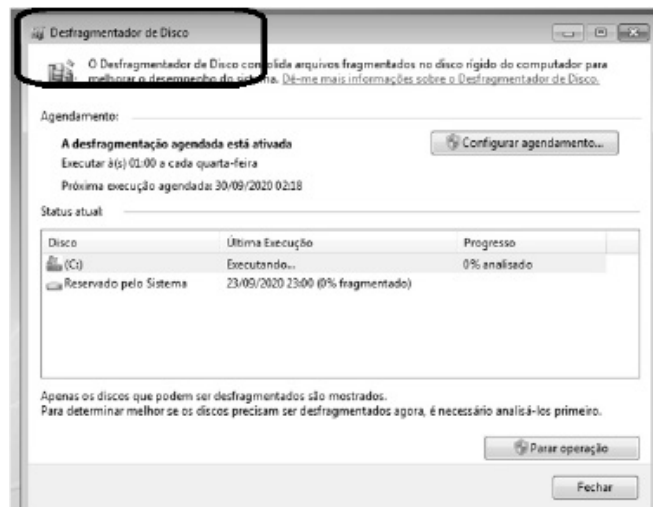 Desfragmentador de Disco
O Desfragmentador de Disco consolida arquivos fragmentados no disco rígido do computador para
melhorar o desempenho do sistema. Dê-me mais informações sobre o Desfragmentador de Disco.
Agendamento:
A desfragmentação agendada está ativada
Configurar agendamento...
Executar à(s) 01:00 a cada quarta-feira
Próxima execução agendada: 30/09/2020 02:18
Status atual:
Disco Última Execução Progresso
(C:) Executando... 0% analisado
Reservado pelo Sistema 23/09/2020 23:00 (0% fragmentado)
Apenas os discos que podem ser desfragmentados são mostrados.
Para determinar melhor se os discos precisam ser desfragmentados agora, é necessário analisá-los primeiro.
Parar operação
Fechar